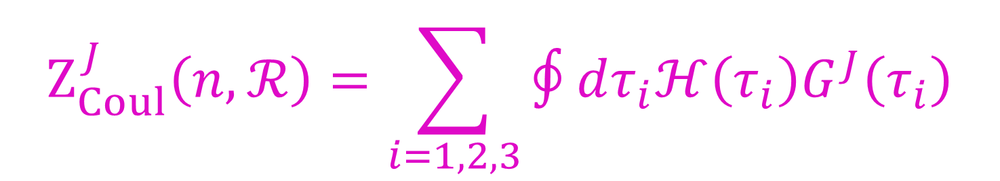 Z^J_Coul(n, ℛ) = ∑_{i=1,2,3} ∮ dτ_i ℋ(τ_i) G^J(τ_i)